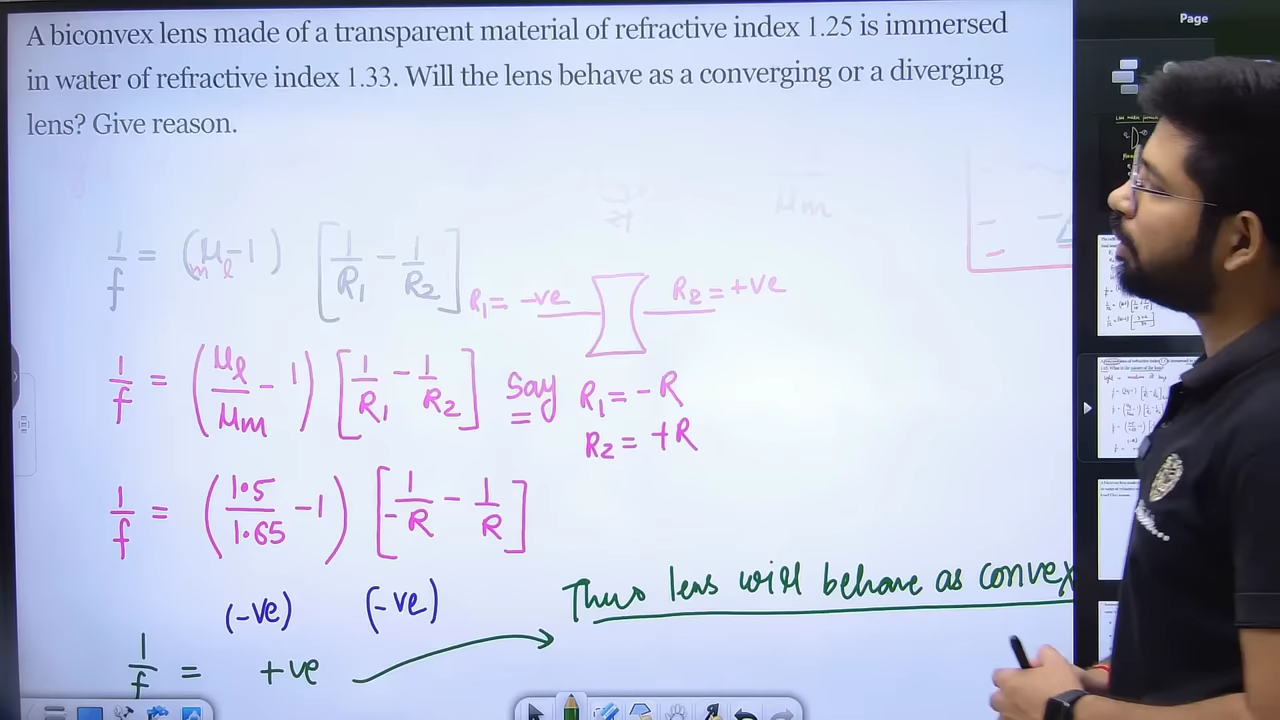 Page
A biconvex lens made of a transparent material of refractive index 1.25 is immersed
in water of refractive index 1.33. Will the lens behave as a converging or a diverging
lens? Give reason.
μm
1/f = (mμl - 1) [1/R1 - 1/R2]
R1 = -ve R2 = +ve
1/f = (μl/μm - 1) [1/R1 - 1/R2] Say R1 = -R
R2 = +R
1/f = (1.5/1.65 - 1) [1/-R - 1/R]
(-ve) (-ve)
Thus lens will behave as convex
1/f = +ve